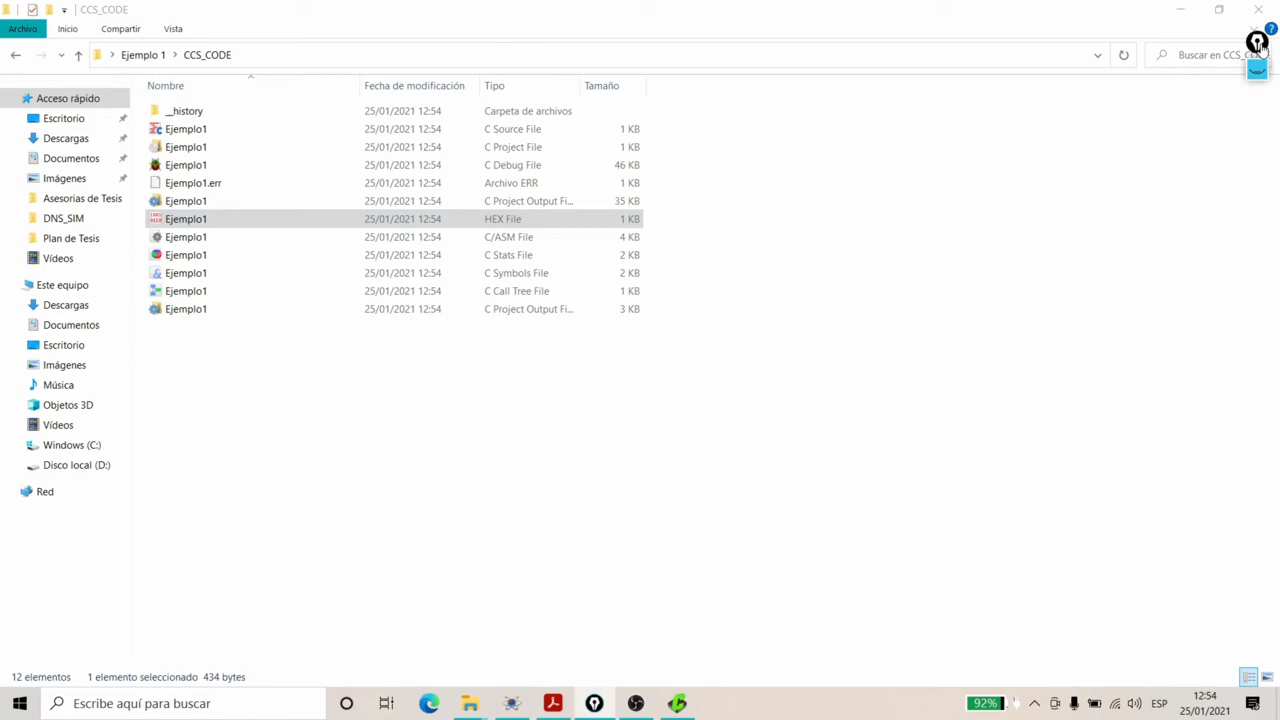 CCS_CODE
Archivo Inicio Compartir Vista
Ejemplo 1 CCS_CODE Buscar en CCS_CO
Nombre Fecha de modificación Tipo Tamaño
Acceso rápido
Escritorio
Descargas
Documentos
Imágenes
Asesorias de Tesis
DNS_SIM
Plan de Tesis
Vídeos
Este equipo
Descargas
Documentos
Escritorio
Imágenes
Música
Objetos 3D
Vídeos
Windows (C:)
Disco local (D:)
Red
__history 25/01/2021 12:54 Carpeta de archivos
Ejemplo1 25/01/2021 12:54 C Source File 1 KB
Ejemplo1 25/01/2021 12:54 C Project File 1 KB
Ejemplo1 25/01/2021 12:54 C Debug File 46 KB
Ejemplo1.err 25/01/2021 12:54 Archivo ERR 1 KB
Ejemplo1 25/01/2021 12:54 C Project Output Fi... 35 KB
Ejemplo1 25/01/2021 12:54 HEX File 1 KB
Ejemplo1 25/01/2021 12:54 C/ASM File 4 KB
Ejemplo1 25/01/2021 12:54 C Stats File 2 KB
Ejemplo1 25/01/2021 12:54 C Symbols File 2 KB
Ejemplo1 25/01/2021 12:54 C Call Tree File 1 KB
Ejemplo1 25/01/2021 12:54 C Project Output Fi... 3 KB
12 elementos 1 elemento seleccionado 434 bytes
Escribe aquí para buscar 92% ESP 12:54
25/01/2021